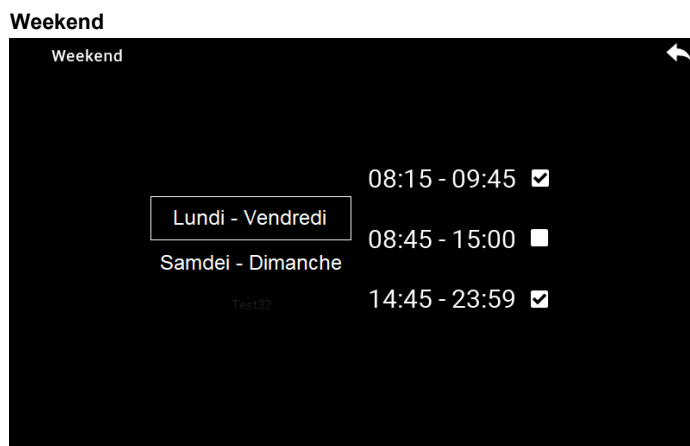 Weekend
Weekend
08:15 - 09:45
Lundi - Vendredi
08:45 - 15:00
Samdei - Dimanche
Test32
14:45 - 23:59